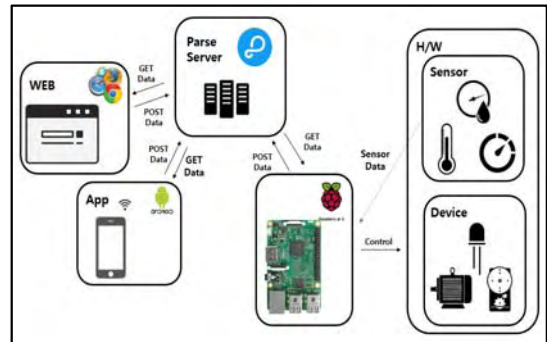 Parse
Server
WEB
GET
Data
POST
Data
POST
Data
GET
Data
App
GET
Data
POST
Data
Sensor
Data
Control
H/W
Sensor
Device